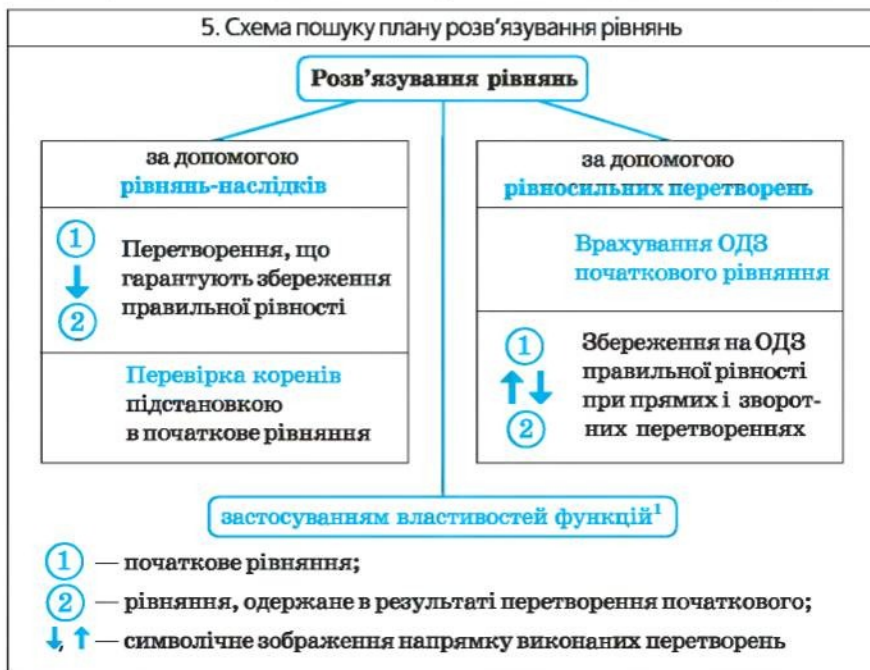 5. Схема пошуку плану розв'язування рівнянь
Розв'язування рівнянь
за допомогою
рівнянь-наслідків
1
Перетворення, що
гарантують збереження
правильної рівності
2
Перевірка коренів
підстановкою
в початкове рівняння
за допомогою
рівносильних перетворень
Врахування ОДЗ
початкового рівняння
1
Збереження на ОДЗ
правильної рівності
при прямих і зворот-
них перетвореннях
2
застосуванням властивостей функцій¹
1 — початкове рівняння;
2 — рівняння, одержане в результаті перетворення початкового;
↓, ↑ — символічне зображення напрямку виконаних перетворень